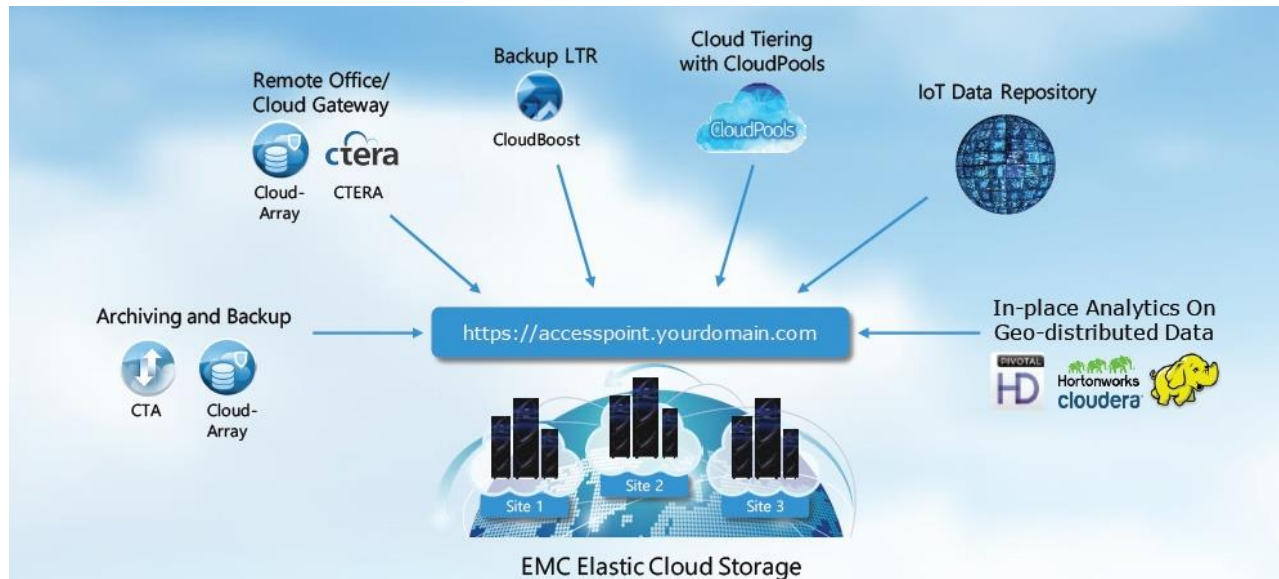 Cloud Tiering
with CloudPools
CloudPools
Backup LTR
CloudBoost
Remote Office/
Cloud Gateway
ctera
Cloud-
Array
CTERA
IoT Data Repository
Archiving and Backup
CTA
Cloud-
Array
https://accesspoint.yourdomain.com
In-place Analytics On
Geo-distributed Data
PIVOTAL
HD
Hortonworks
cloudera
Site 1
Site 2
Site 3
EMC Elastic Cloud Storage